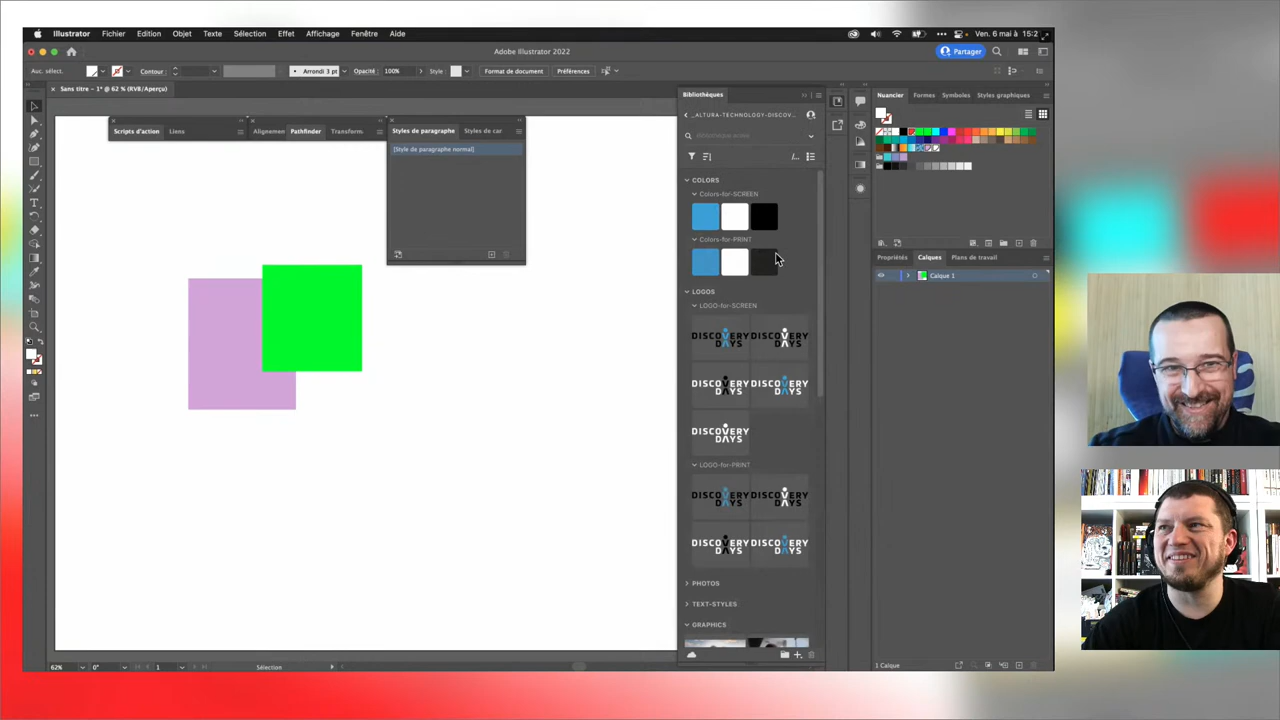 Illustrator Fichier Edition Objet Texte Sélection Effet Affichage Fenêtre Aide
Ven. 6 mai à 15:2
Adobe Illustrator 2022
Partager
Auc. sélect. Contour : Arrondi 3 pt Opacité : 100% Style : Format de document Préférences
Sans titre - 1* @ 62 % (RVB/Aperçu)
Scripts d'action Liens
Alignemen Pathfinder Transform
Styles de paragraphe Styles de car
[Style de paragraphe normal]
Bibliothèques
_ALTURA-TECHNOLOGY-DISCOV...
COLORS
Colors-for-SCREEN
Colors-for-PRINT
LOGOS
LOGO-for-SCREEN
DISCOVERY DISCOVERY
DAYS DAYS
DISCOVERY DISCOVERY
DAYS DAYS
DISCOVERY
DAYS
LOGO-for-PRINT
DISCOVERY DISCOVERY
DAYS DAYS
DISCOVERY DISCOVERY
DAYS DAYS
PHOTOS
TEXT-STYLES
GRAPHICS
Nuancier Formes Symboles Styles graphiques
Propriétés Calques Plans de travail
Calque 1
1 Calque
62% 0° 1 Sélection